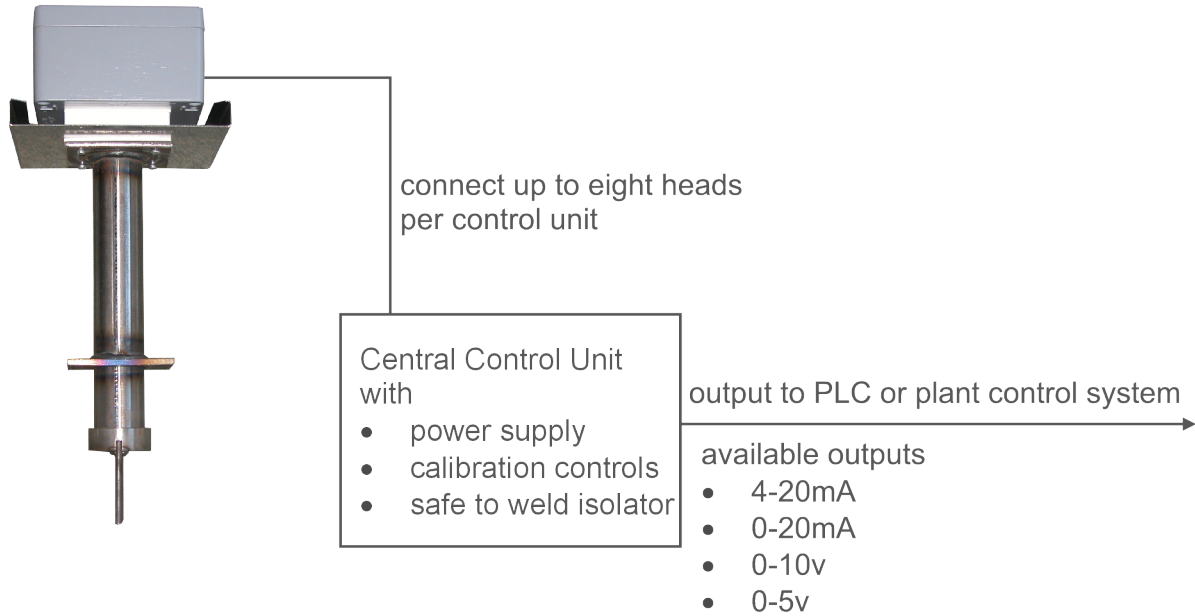 connect up to eight heads
per control unit
Central Control Unit
with
• power supply
• calibration controls
• safe to weld isolator
output to PLC or plant control system
available outputs
• 4-20mA
• 0-20mA
• 0-10v
• 0-5v